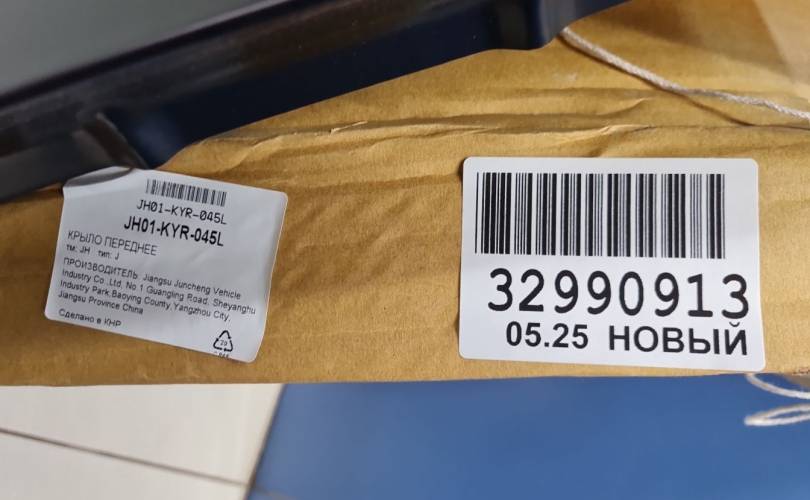 JH01-KYR-045L
JH01-KYR-045L
КРЫЛО ПЕРЕДНЕЕ
тм: JH тип: J
ПРОИЗВОДИТЕЛЬ Jiangsu Juncheng Vehicle
Industry Co.,Ltd, No.1 Guangling Road, Sheyanghu
Industry Park,Baoying County,Yangzhou City,
Jiangsu Province China
Сделано в КНР
20
32990913
05.25 НОВЫЙ